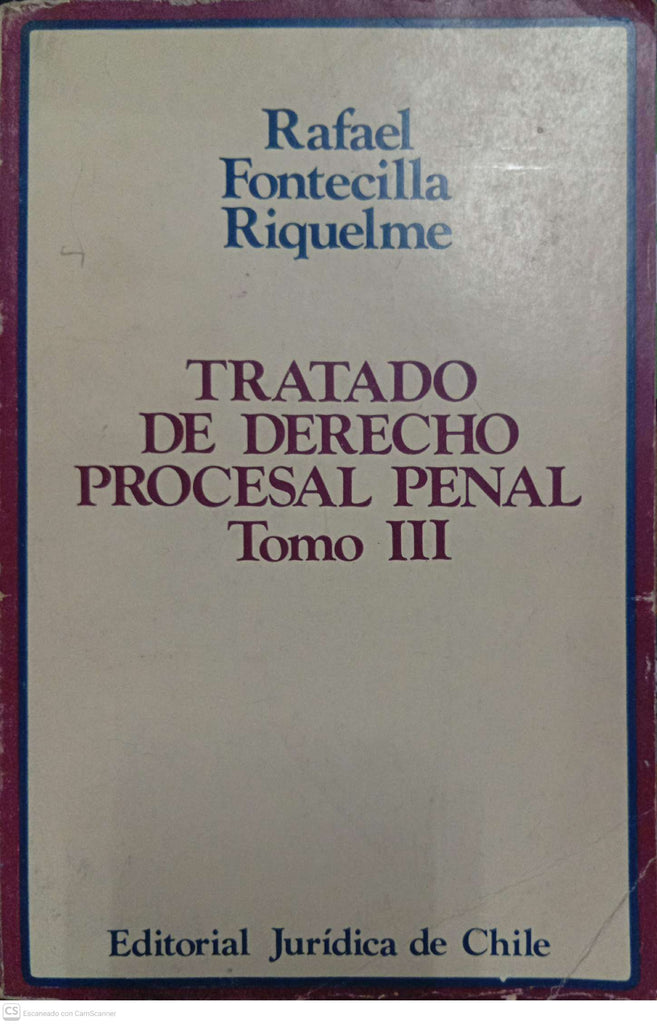 Rafael
Fontecilla
Riquelme
TRATADO
DE DERECHO
PROCESAL PENAL
Tomo III
Editorial Jurídica de Chile
CS Escaneado con CamScanner